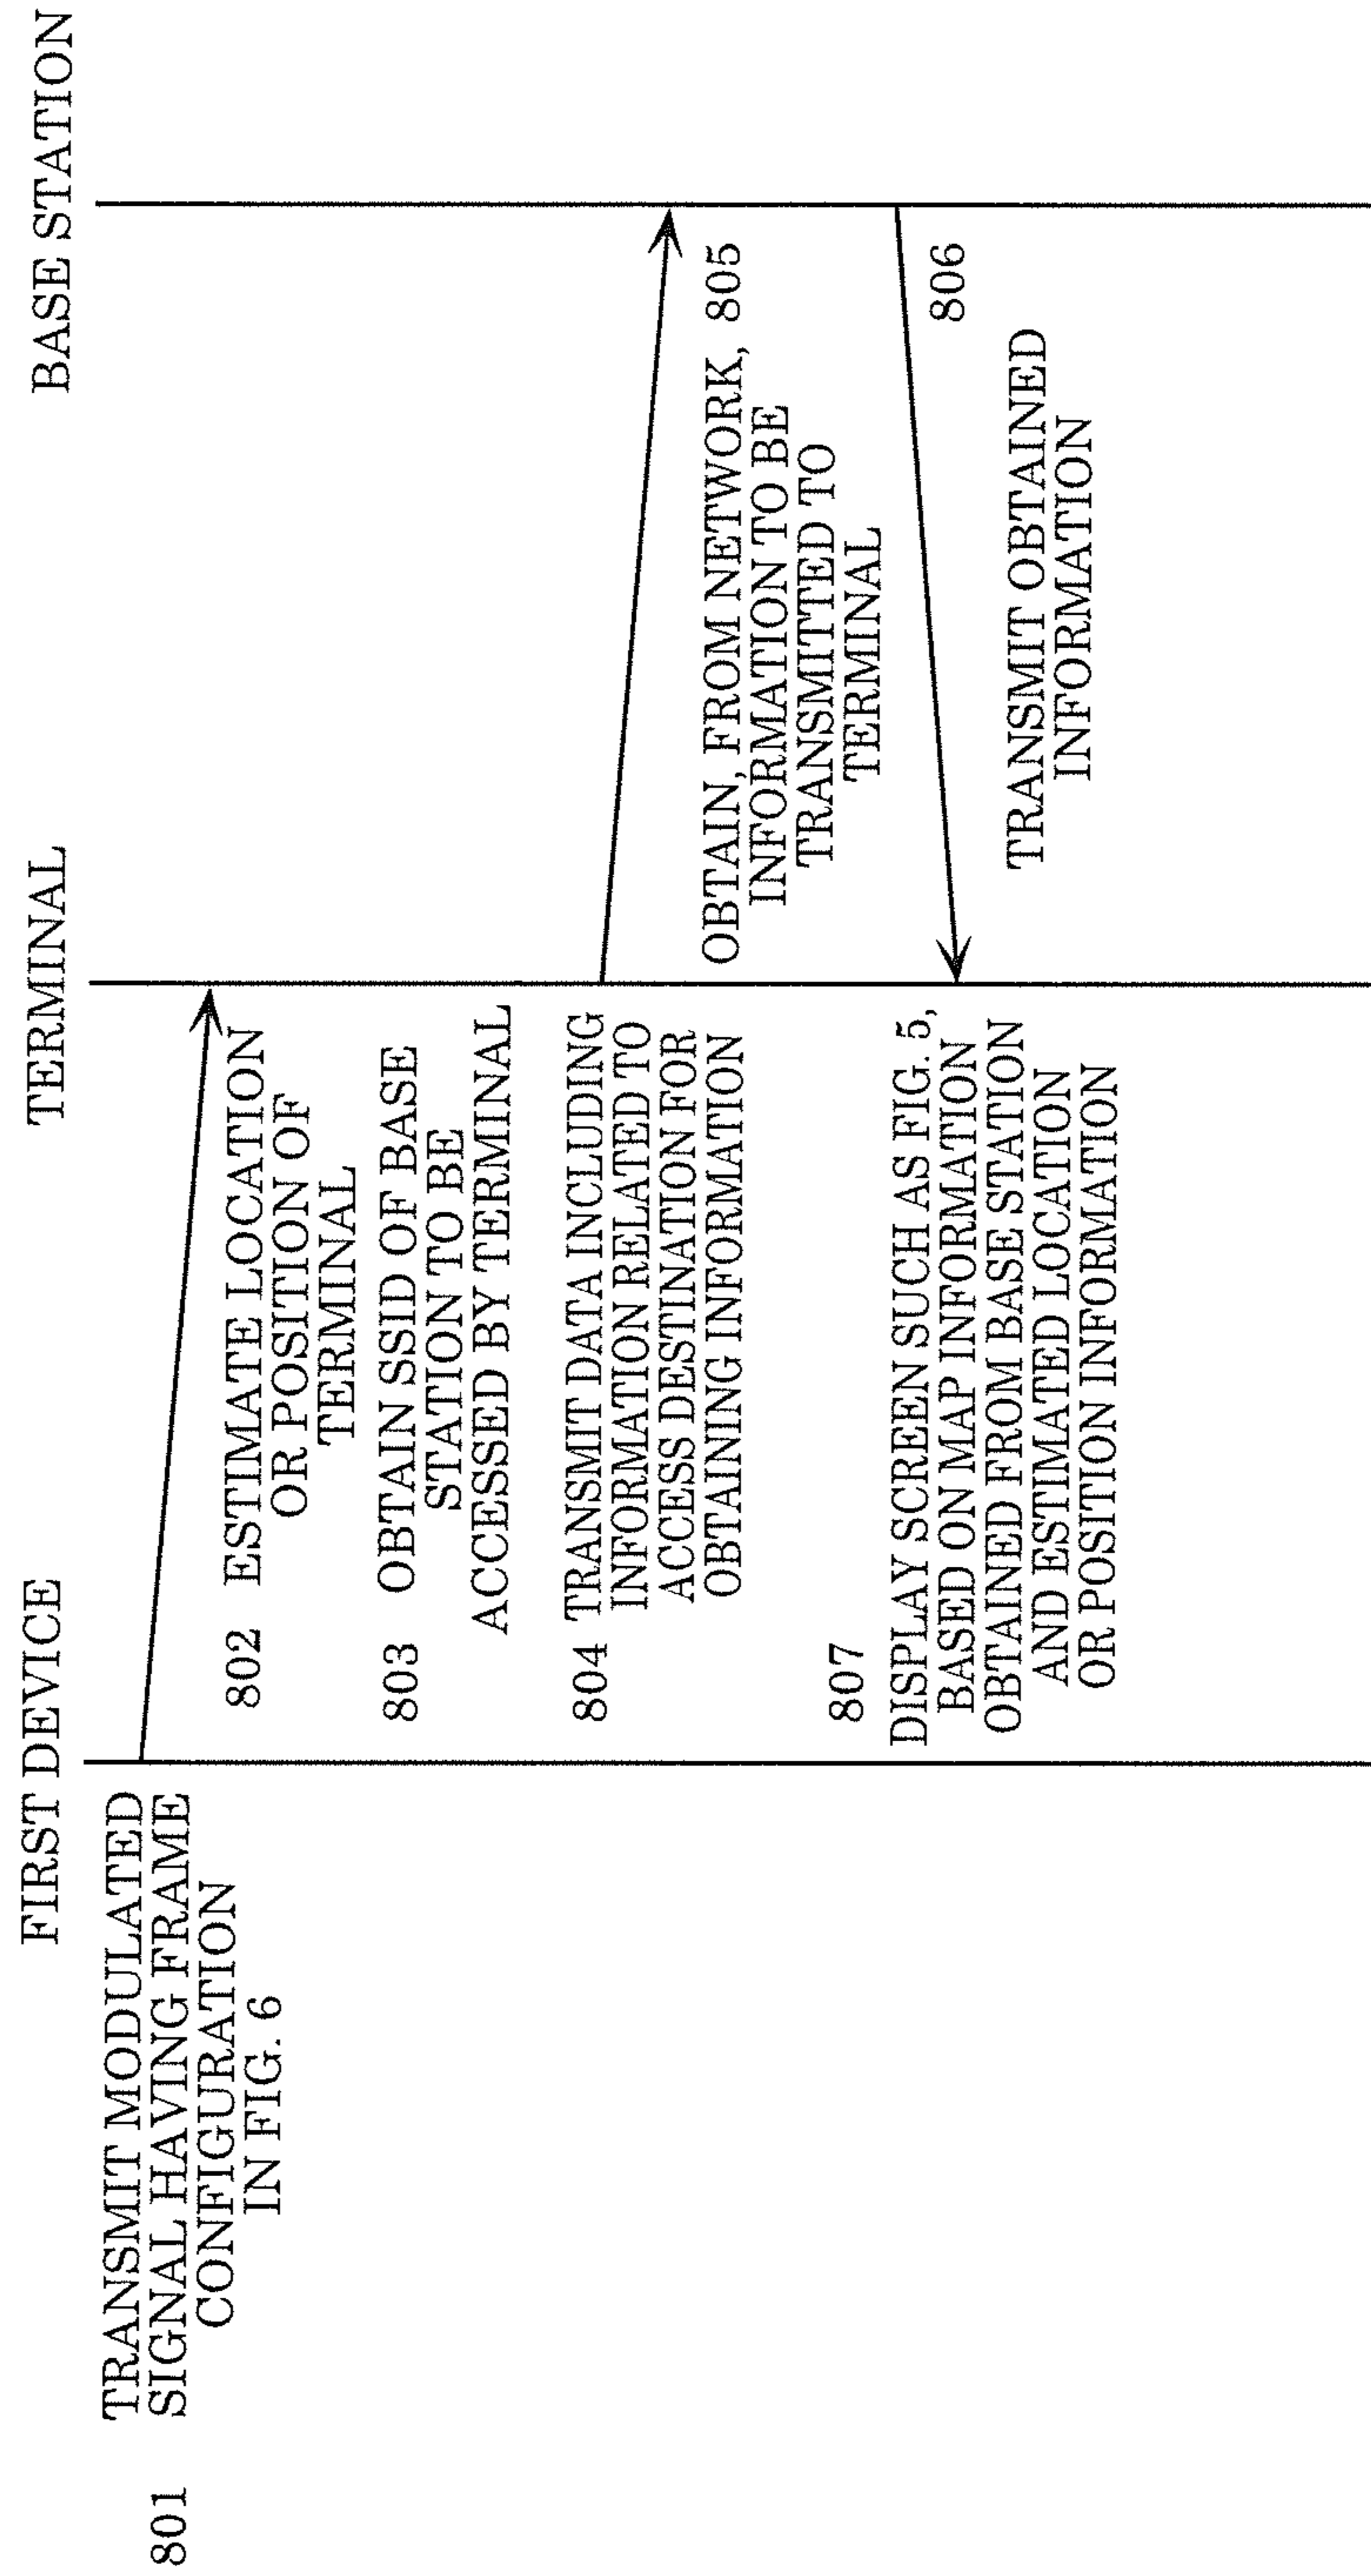 FIRST DEVICE
TERMINAL
BASE STATION
801
TRANSMIT MODULATED
SIGNAL HAVING FRAME
CONFIGURATION
IN FIG. 6
802
ESTIMATE LOCATION
OR POSITION OF
TERMINAL
803
OBTAIN SSID OF BASE
STATION TO BE
ACCESSED BY TERMINAL
804
TRANSMIT DATA INCLUDING
INFORMATION RELATED TO
ACCESS DESTINATION FOR
OBTAINING INFORMATION
OBTAIN, FROM NETWORK, 805
INFORMATION TO BE
TRANSMITTED TO
TERMINAL
806
TRANSMIT OBTAINED
INFORMATION
807
DISPLAY SCREEN SUCH AS FIG. 5,
BASED ON MAP INFORMATION
OBTAINED FROM BASE STATION
AND ESTIMATED LOCATION
OR POSITION INFORMATION